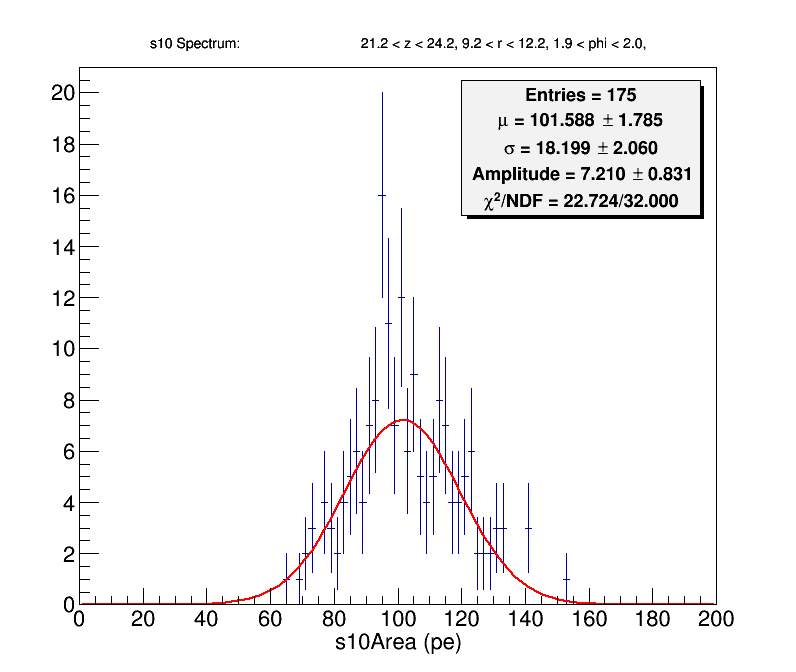 s10 Spectrum: 21.2 < z < 24.2, 9.2 < r < 12.2, 1.9 < phi < 2.0,
Entries = 175
μ = 101.588 ± 1.785
σ = 18.199 ± 2.060
Amplitude = 7.210 ± 0.831
χ²/NDF = 22.724/32.000
20
18
16
14
12
10
8
6
4
2
0
0 20 40 60 80 100 120 140 160 180 200
s10Area (pe)